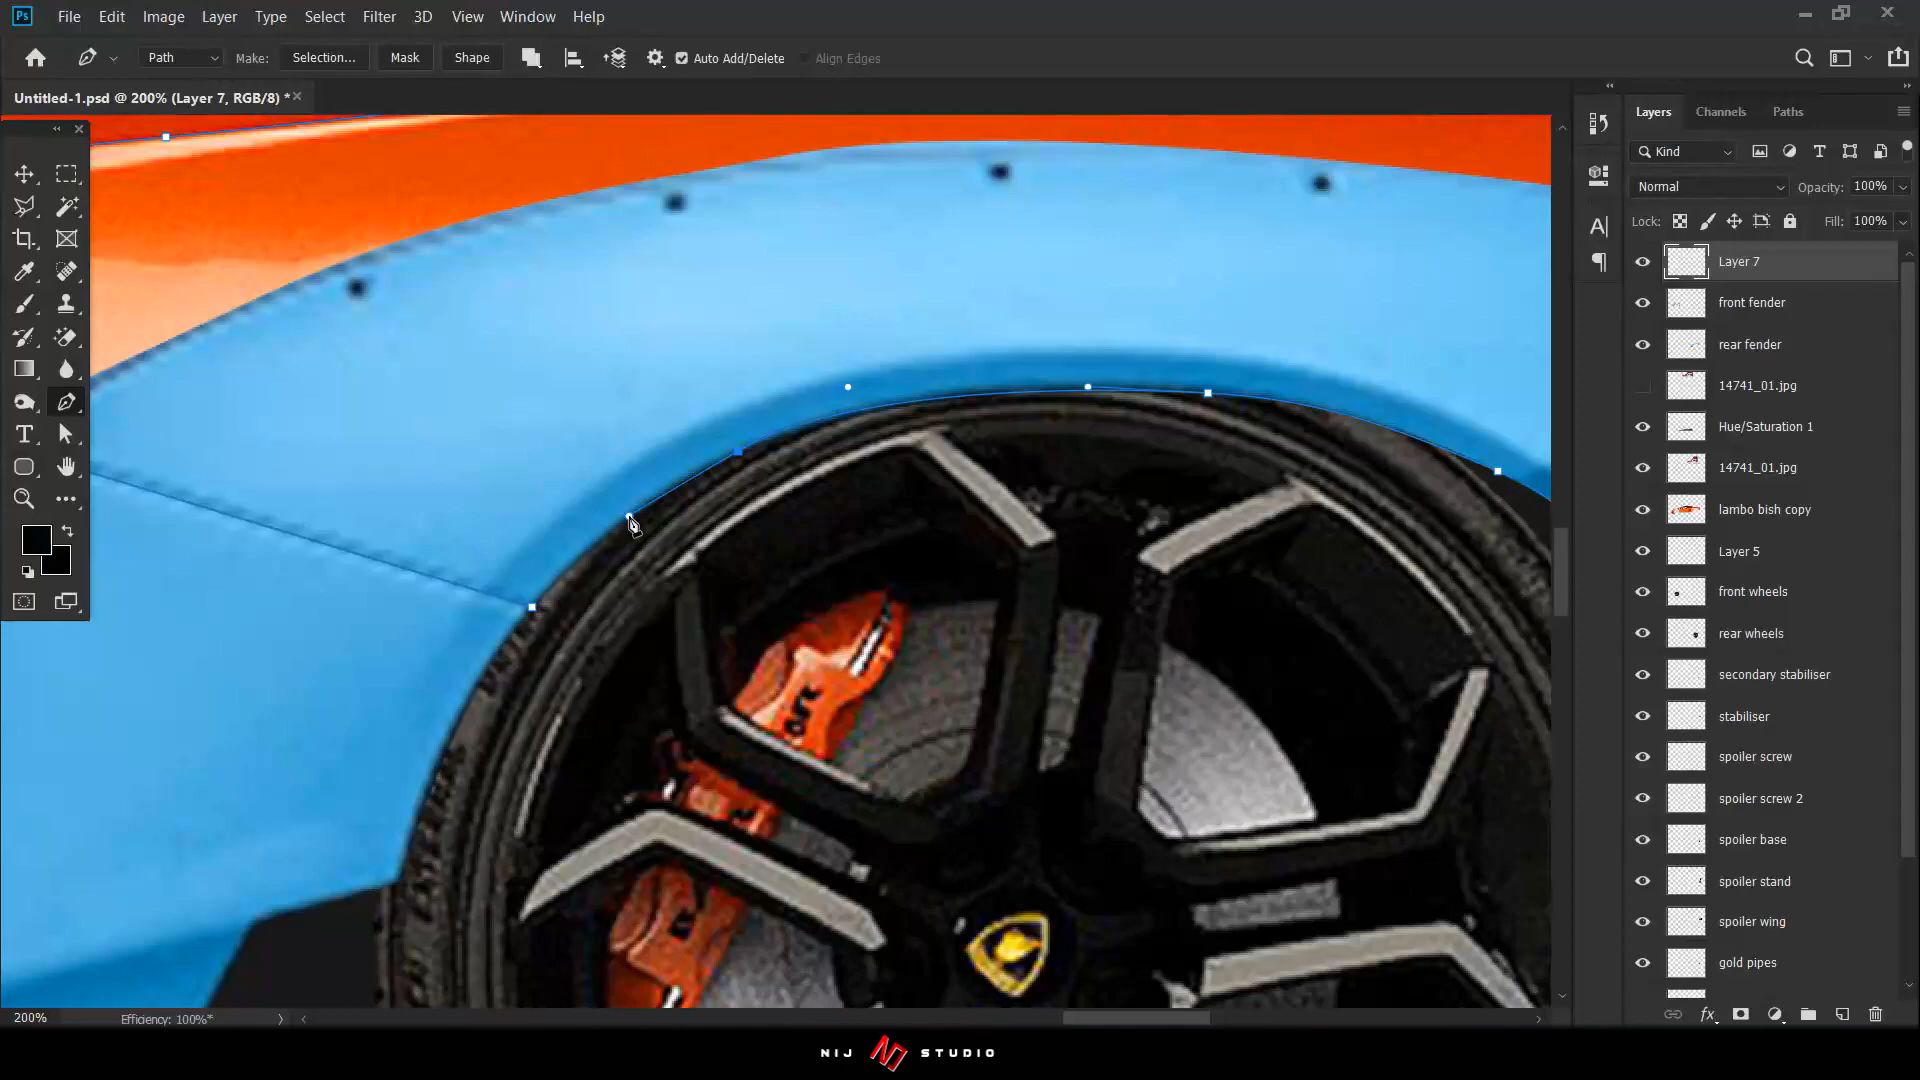 Ps File Edit Image Layer Type Select Filter 3D View Window Help
Path Make: Selection... Mask Shape Auto Add/Delete Align Edges
Untitled-1.psd @ 200% (Layer 7, RGB/8) *
Layers Channels Paths
Kind
Normal Opacity: 100%
Lock: Fill: 100%
Layer 7
front fender
rear fender
14741_01.jpg
Hue/Saturation 1
14741_01.jpg
lambo bish copy
Layer 5
front wheels
rear wheels
secondary stabiliser
stabiliser
spoiler screw
spoiler screw 2
spoiler base
spoiler stand
spoiler wing
gold pipes
200% Efficiency: 100%*
NIJ STUDIO